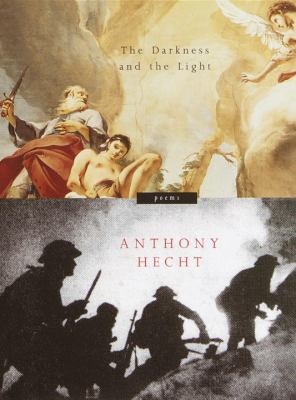 The Darkness
and the Light
poems
ANTHONY
HECHT